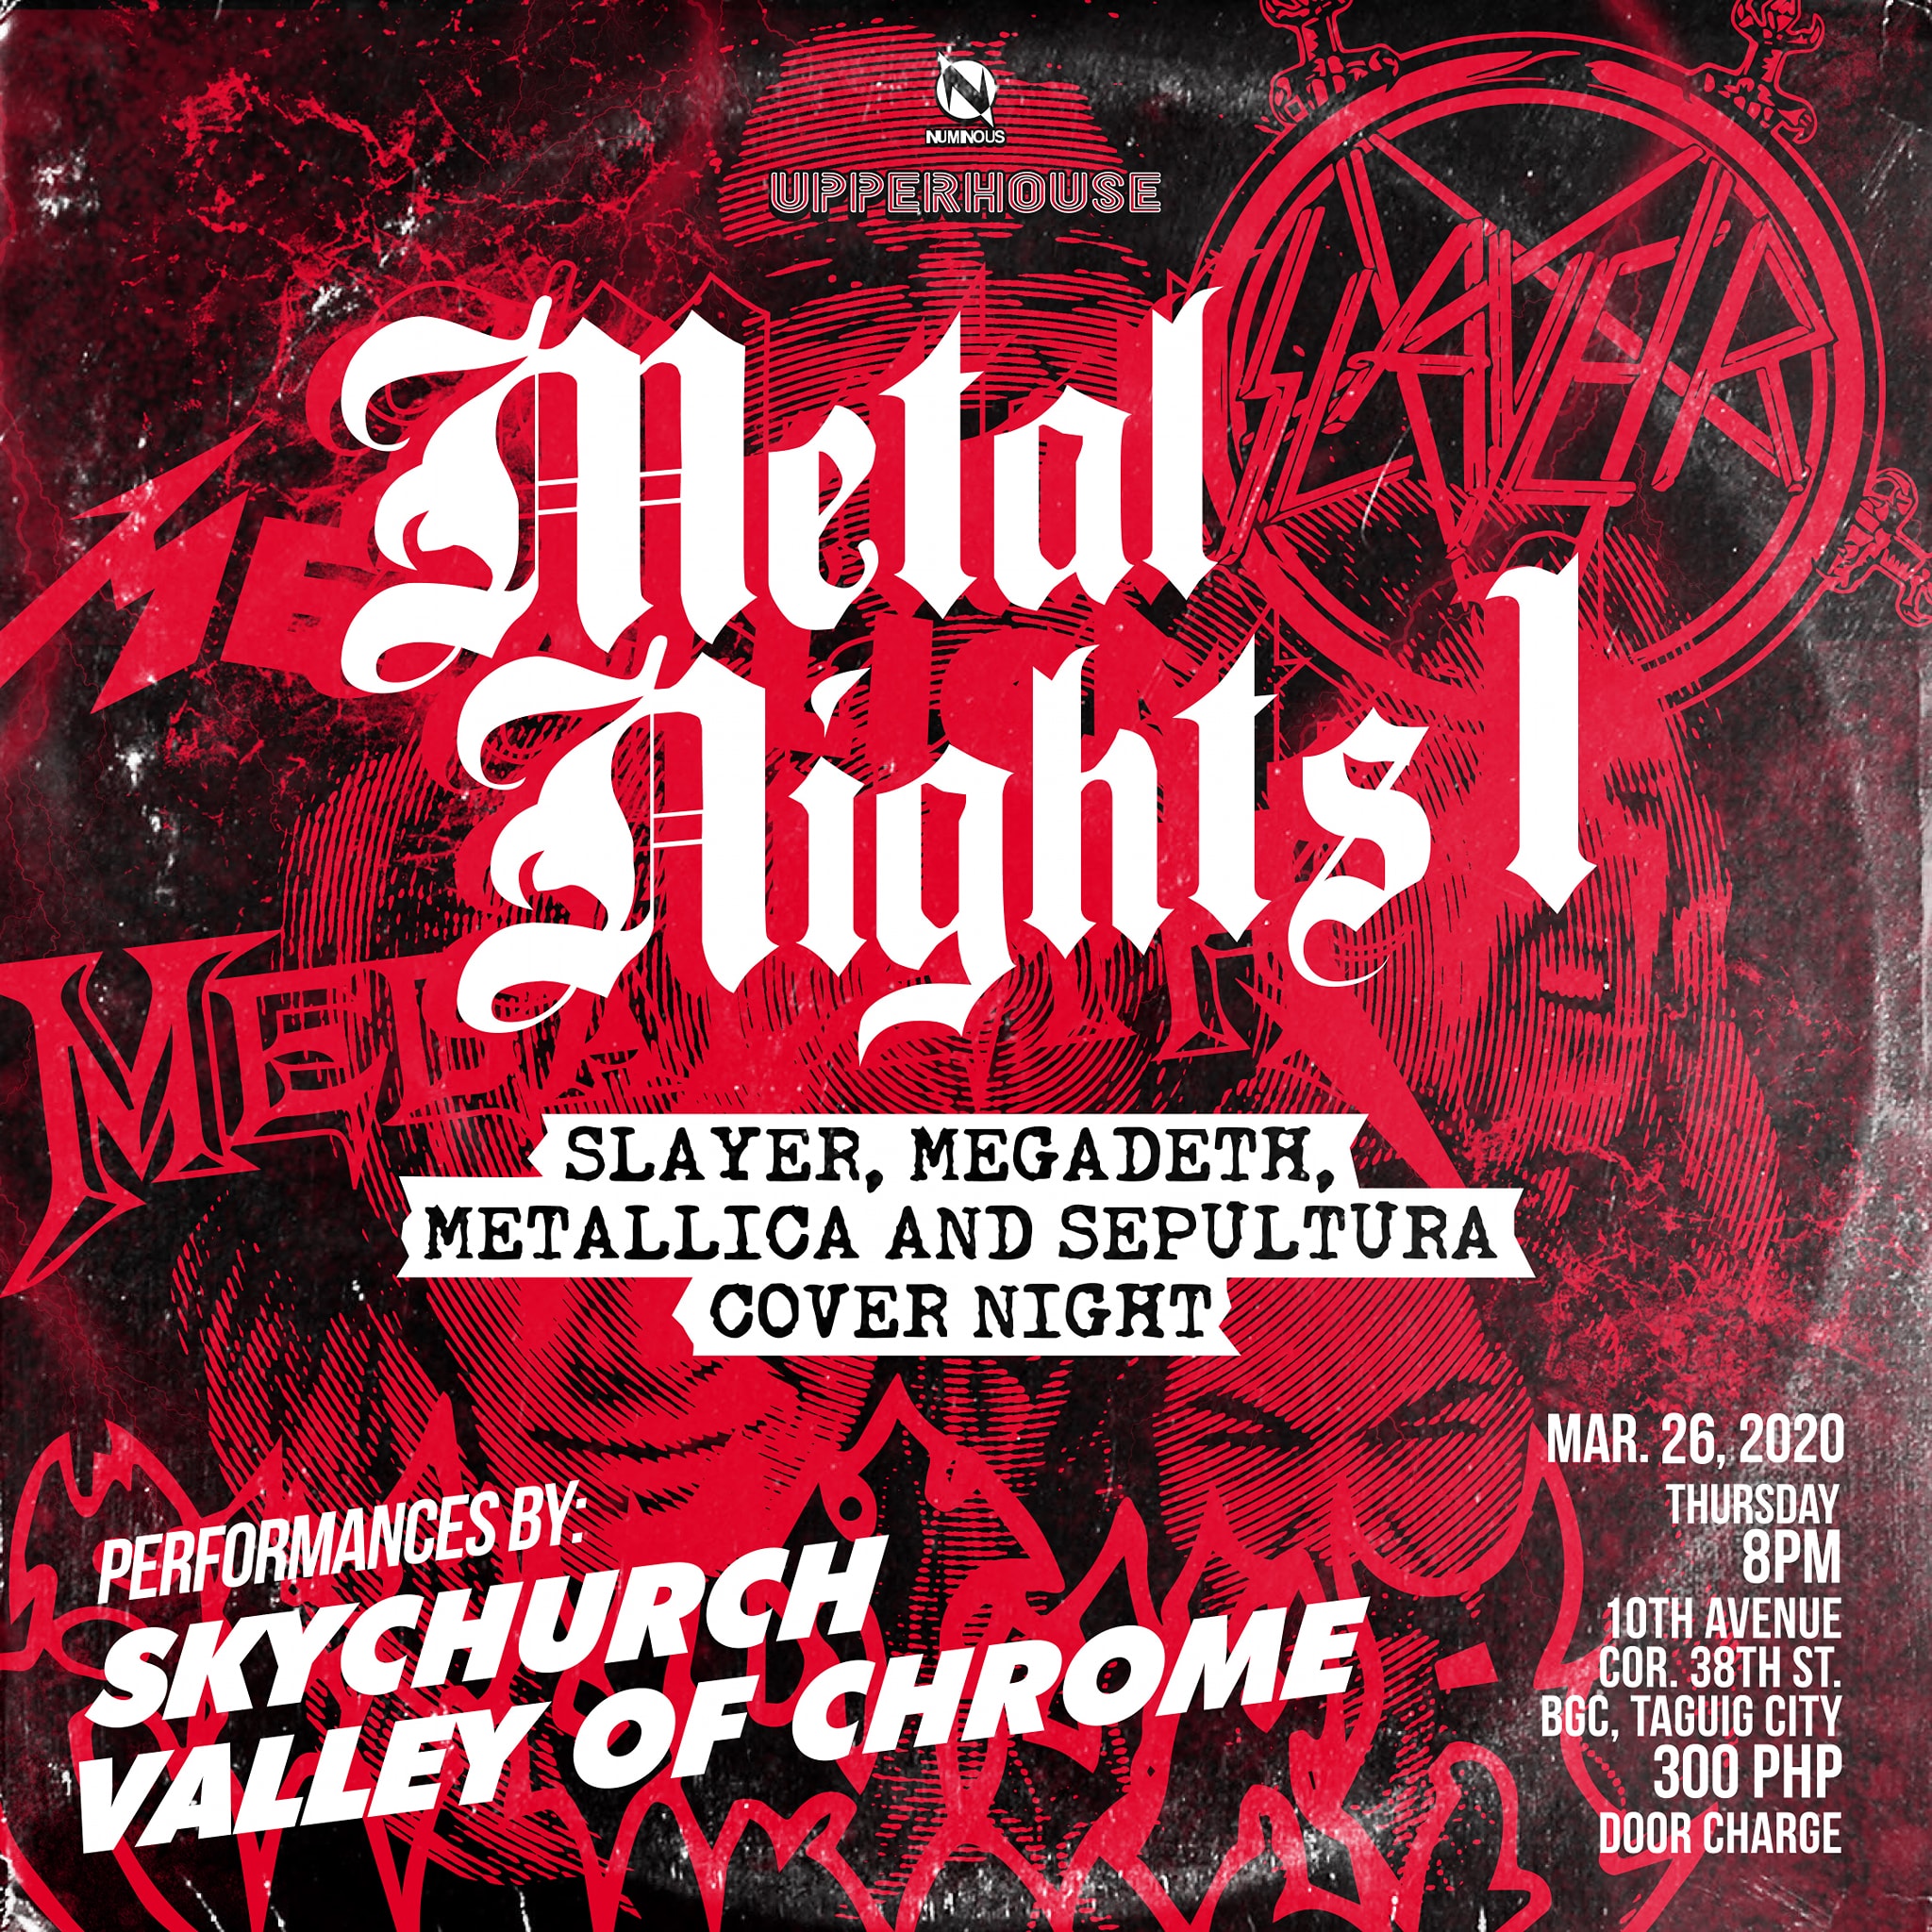 NUMINOUS
UPPERHOUSE
SLAYER
Metal
Nights 1
SLAYER, MEGADETH,
METALLICA AND SEPULTURA
COVER NIGHT
PERFORMANCES BY:
SKYCHURCH
VALLEY OF CHROME
MAR. 26, 2020
THURSDAY
8PM
10TH AVENUE
COR. 38TH ST.
BGC, TAGUIG CITY
300 PHP
DOOR CHARGE